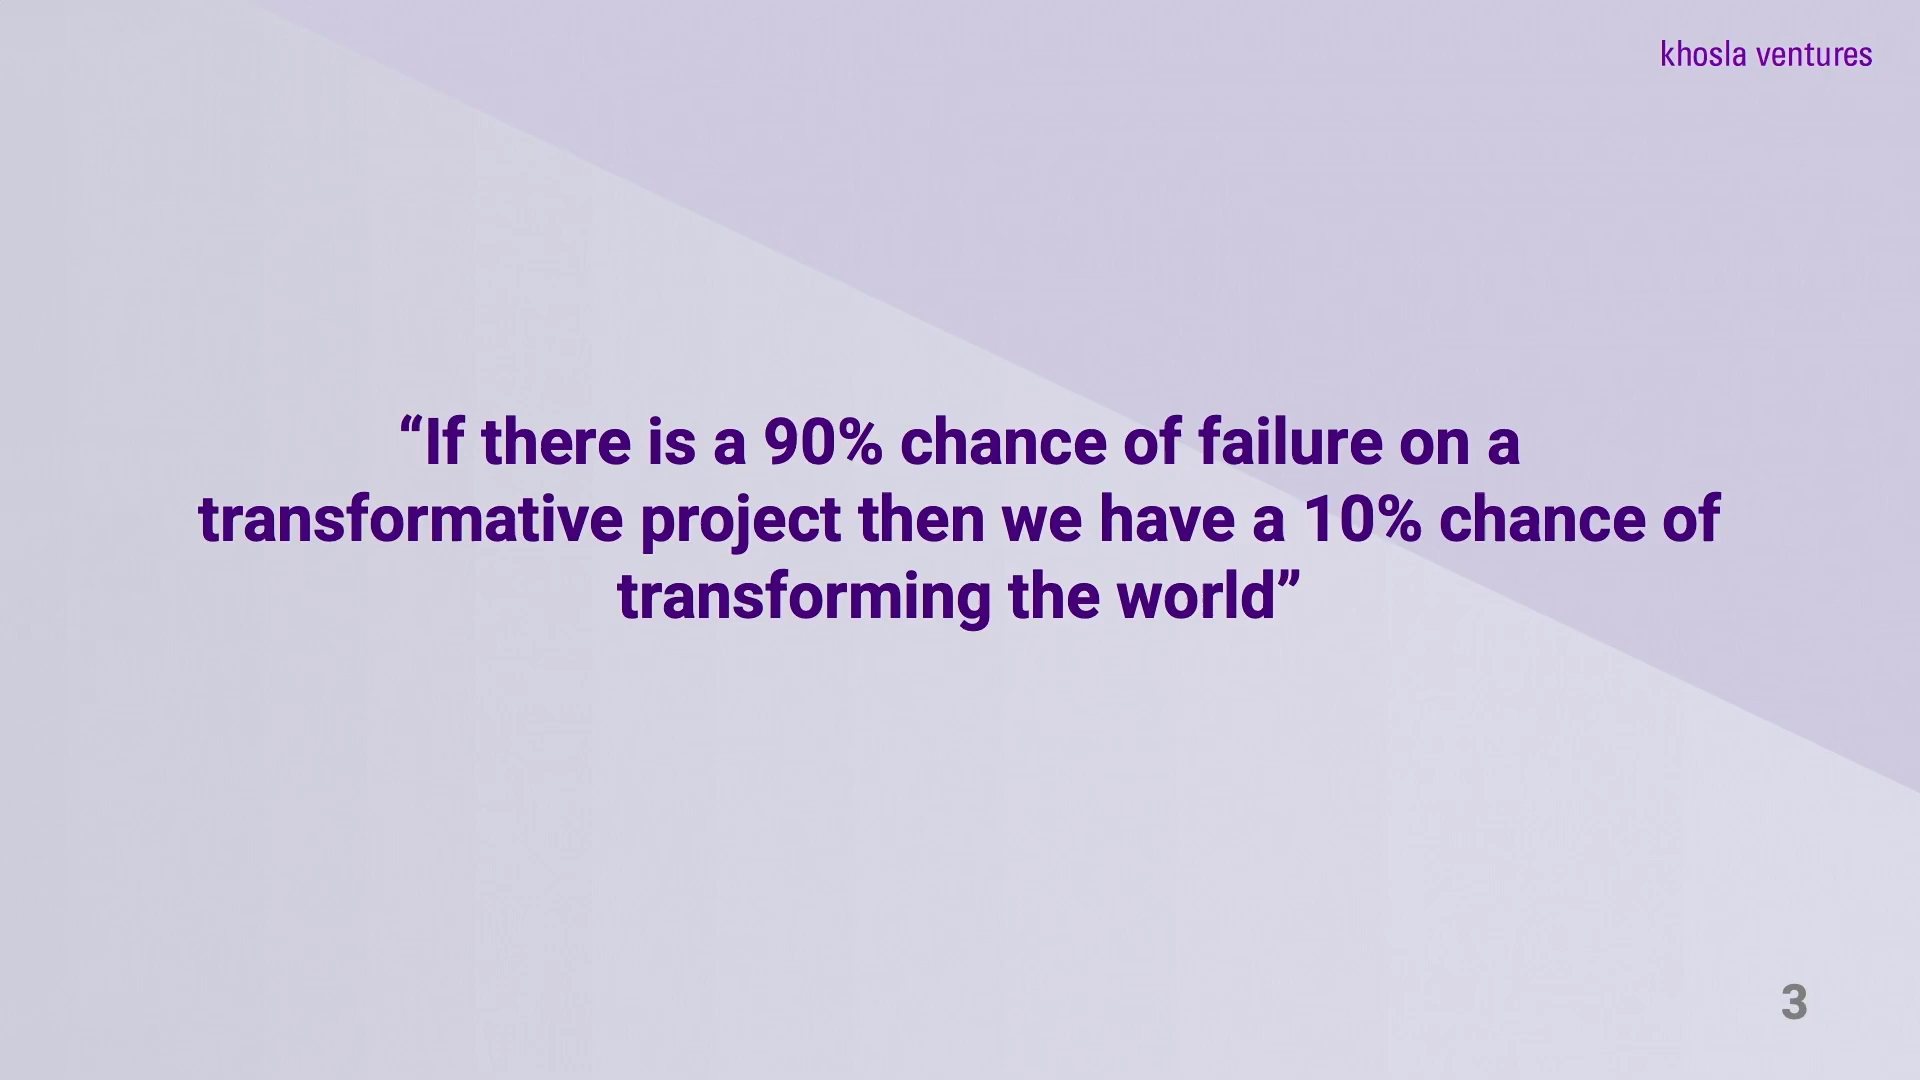 khosla ventures
“If there is a 90% chance of failure on a
transformative project then we have a 10% chance of
transforming the world”
3